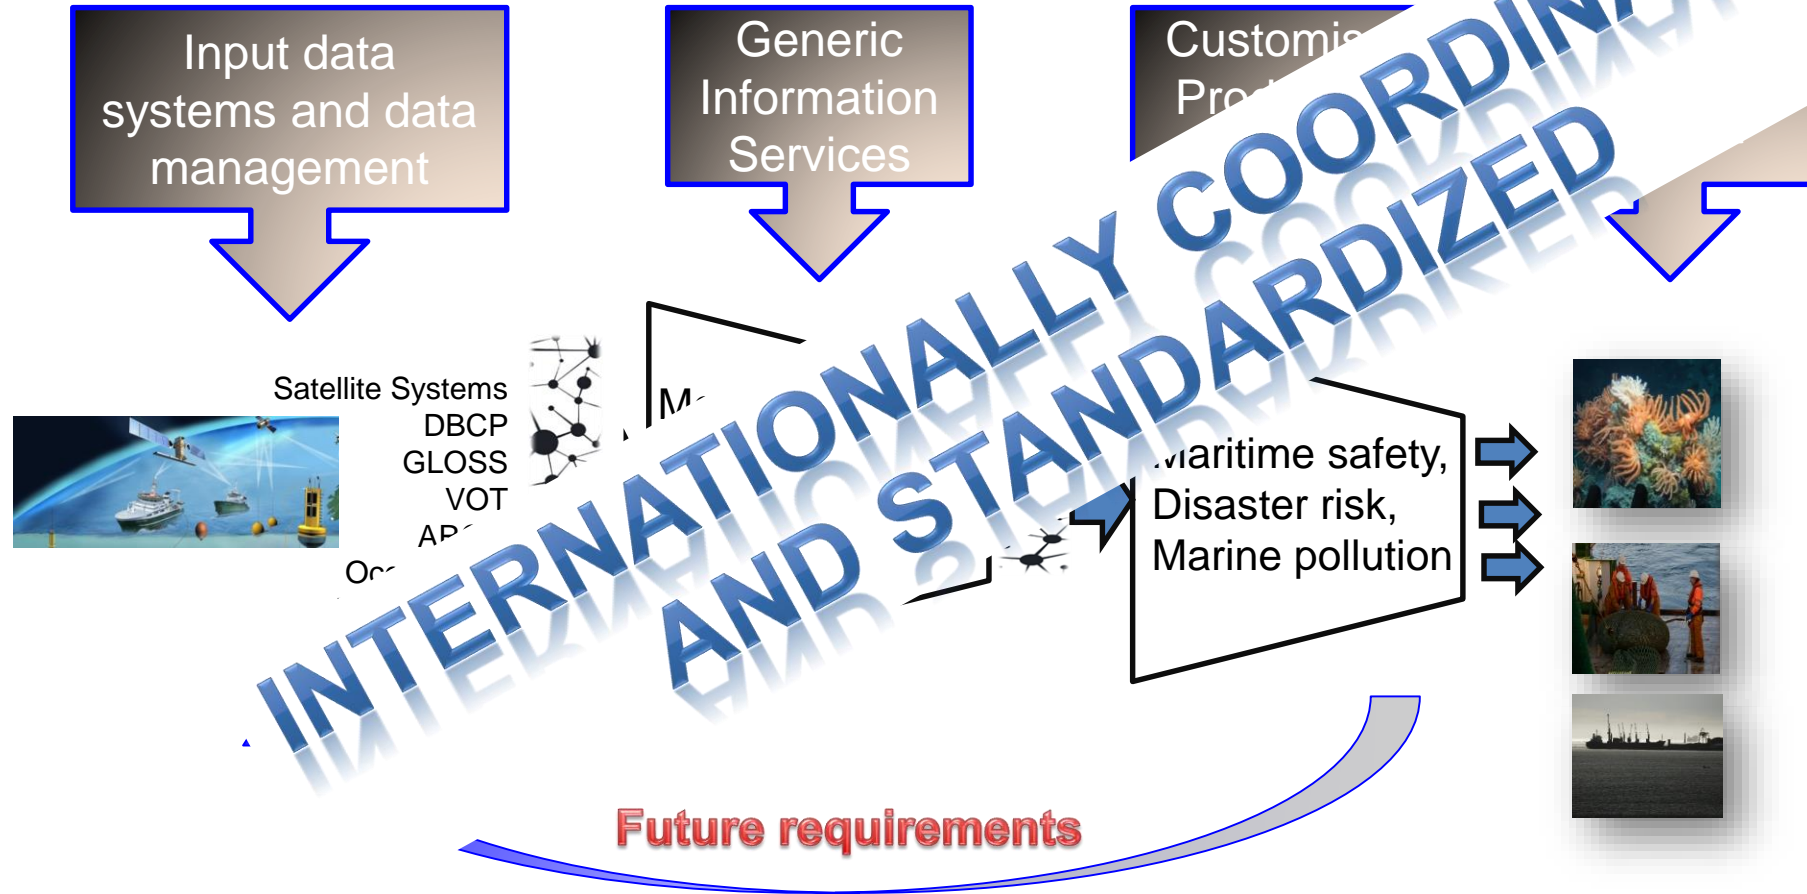 Input data
systems and data
management
Generic
Information
Services
Satellite Systems
DBCP
GLOSS
VOT
INTERNATIONALLY
AND STANDARDIZED
Maritime safety,
Disaster risk,
Marine pollution
Future requirements